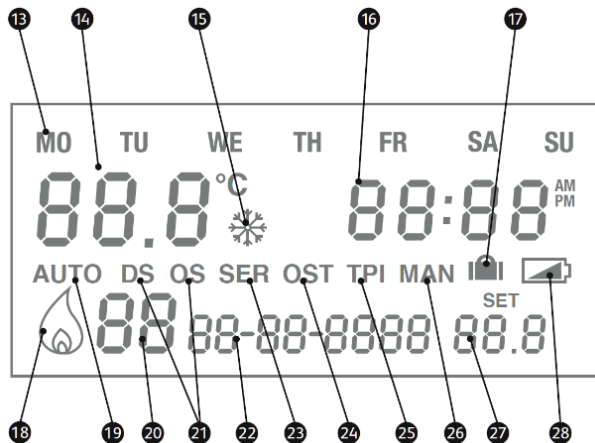 13 14 15 16 17
MO TU WE TH FR SA SU
88.8 °C 88:88 AM
PM
AUTO DS OS SER OST TPI MAN
SET
88 88-88-8888 88.8
18 19 20 21 22 23 24 25 26 27 28